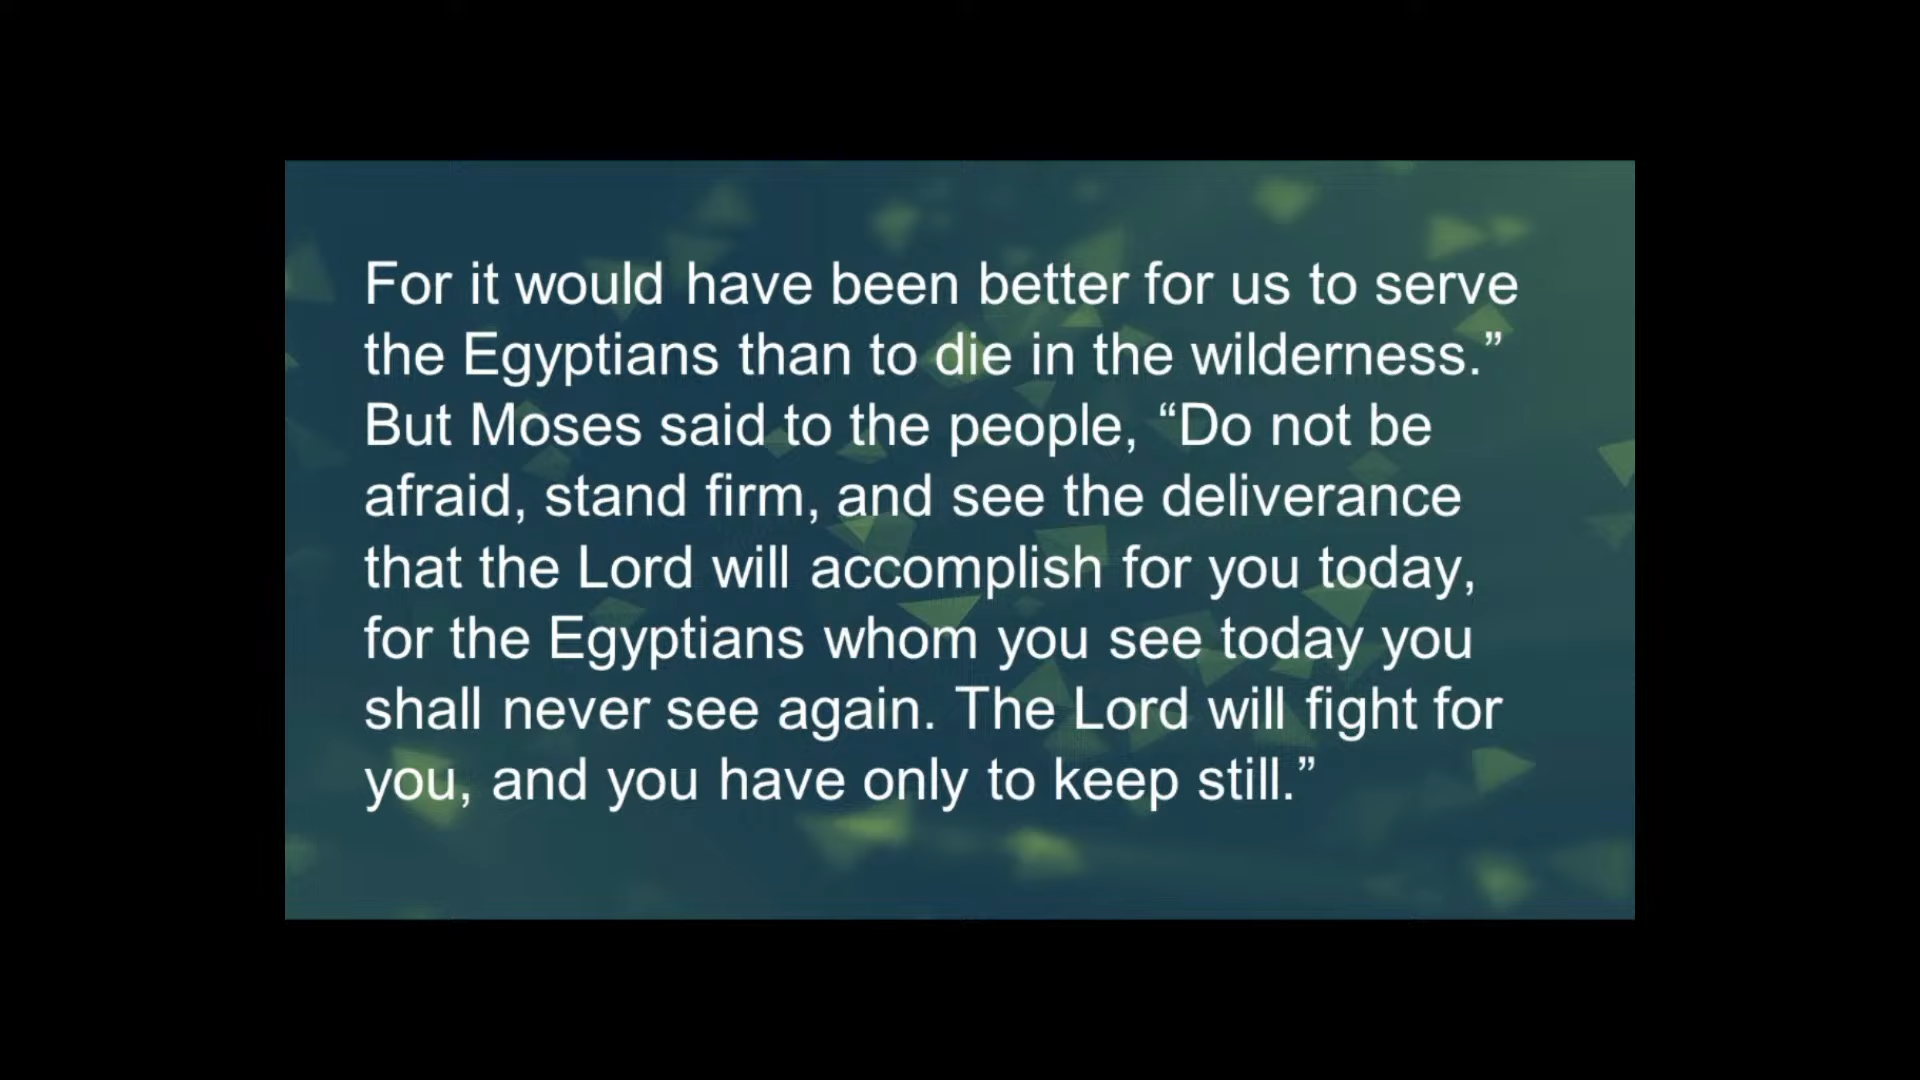 For it would have been better for us to serve
the Egyptians than to die in the wilderness.”
But Moses said to the people, “Do not be
afraid, stand firm, and see the deliverance
that the Lord will accomplish for you today,
for the Egyptians whom you see today you
shall never see again. The Lord will fight for
you, and you have only to keep still.”